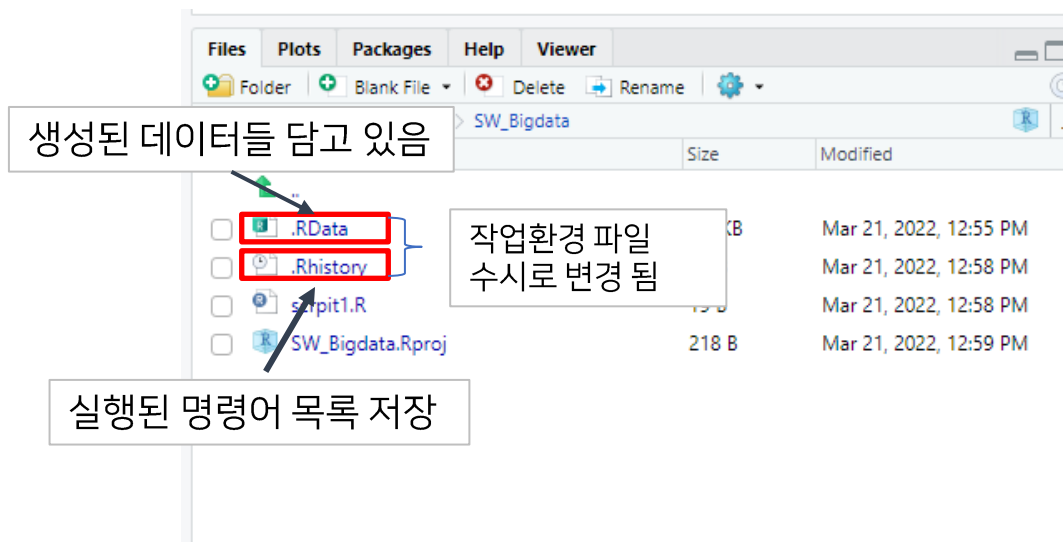 Files Plots Packages Help Viewer
Folder Blank File Delete Rename
생성된 데이터들 담고 있음
SW_Bigdata
Size Modified
..
.RData KB Mar 21, 2022, 12:55 PM
작업환경 파일
수시로 변경 됨
.Rhistory Mar 21, 2022, 12:58 PM
scrpit1.R Mar 21, 2022, 12:58 PM
SW_Bigdata.Rproj 218 B Mar 21, 2022, 12:59 PM
실행된 명령어 목록 저장